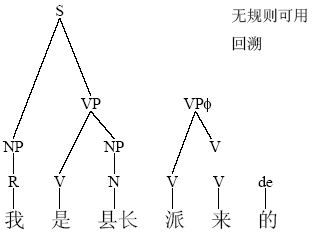 S
无规则可用
回溯
VP VPϕ
NP NP V
R V N V V de
我 是 县长 派 来 的